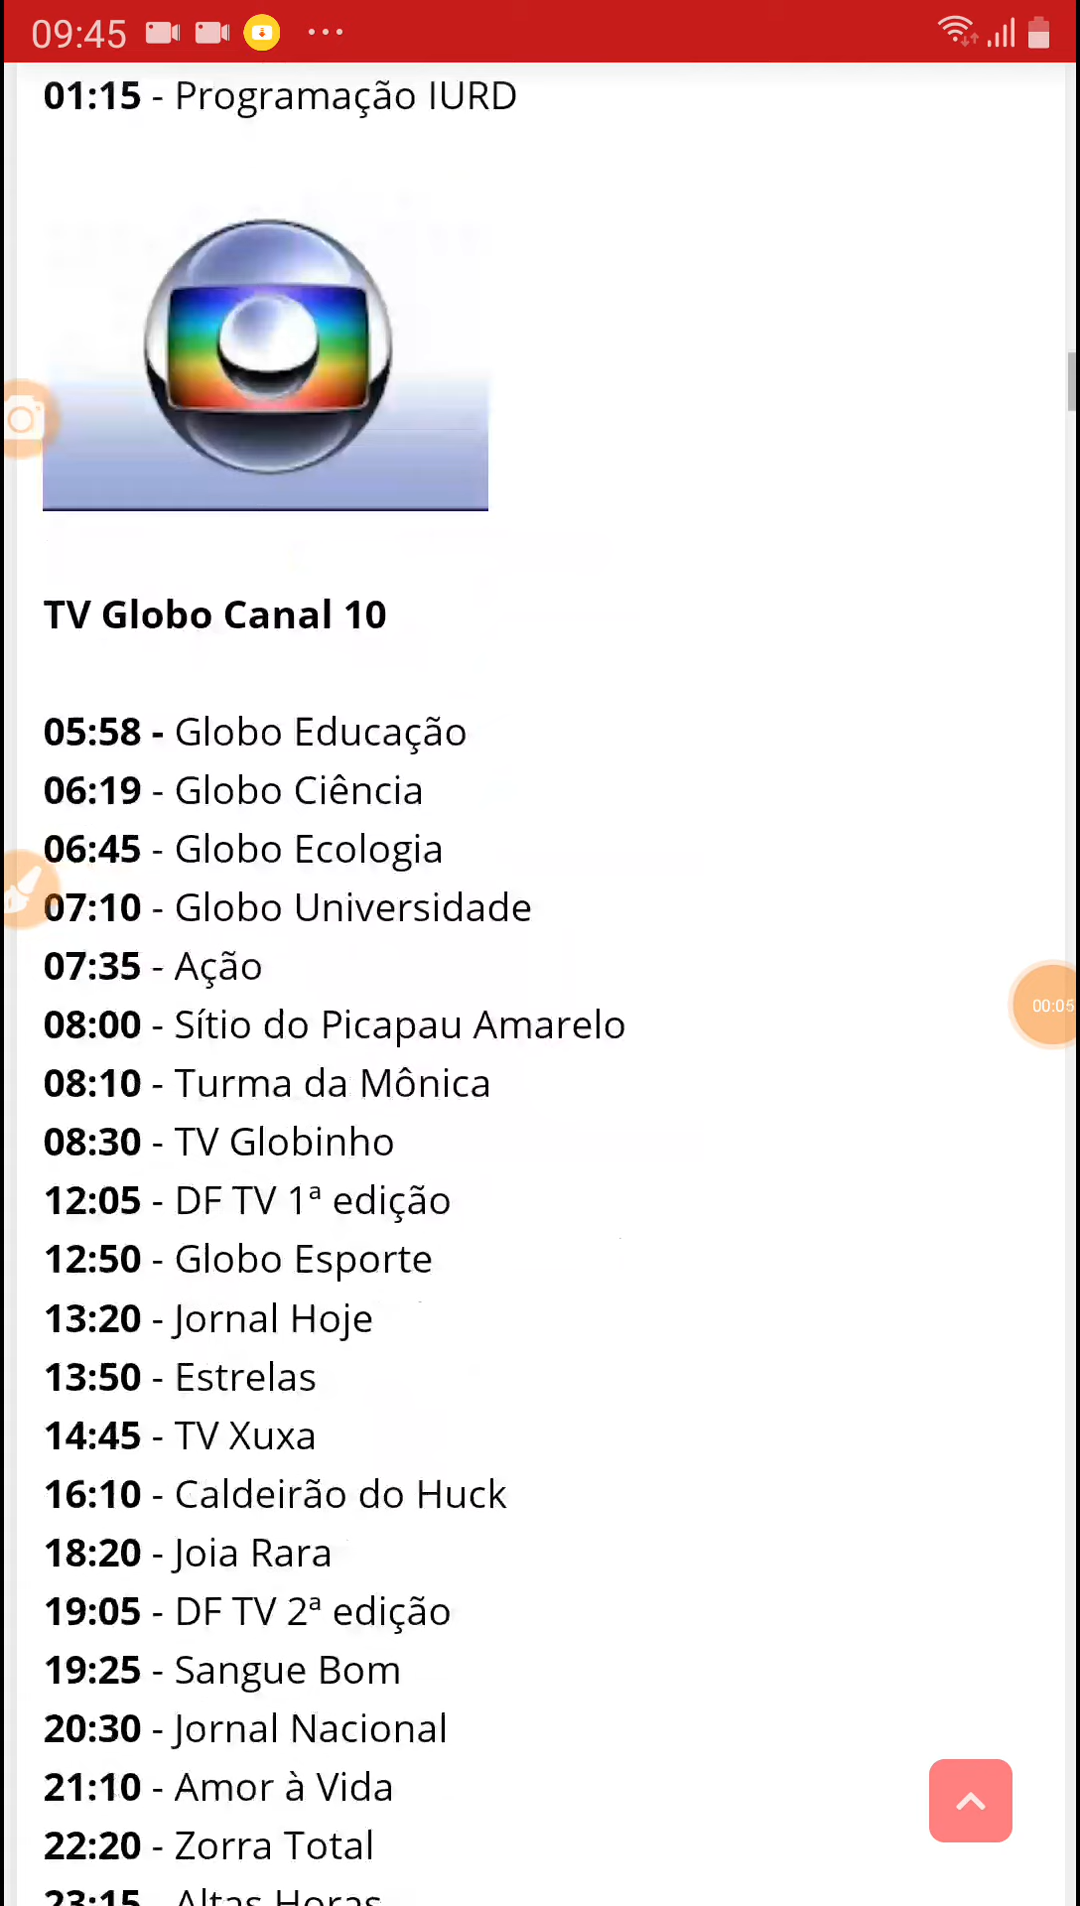 09:45
01:15 - Programação IURD
TV Globo Canal 10
05:58 - Globo Educação
06:19 - Globo Ciência
06:45 - Globo Ecologia
07:10 - Globo Universidade
07:35 - Ação
08:00 - Sítio do Picapau Amarelo
00:05
08:10 - Turma da Mônica
08:30 - TV Globinho
12:05 - DF TV 1ª edição
12:50 - Globo Esporte
13:20 - Jornal Hoje
13:50 - Estrelas
14:45 - TV Xuxa
16:10 - Caldeirão do Huck
18:20 - Joia Rara
19:05 - DF TV 2ª edição
19:25 - Sangue Bom
20:30 - Jornal Nacional
21:10 - Amor à Vida
22:20 - Zorra Total
23:15 - Altas Horas